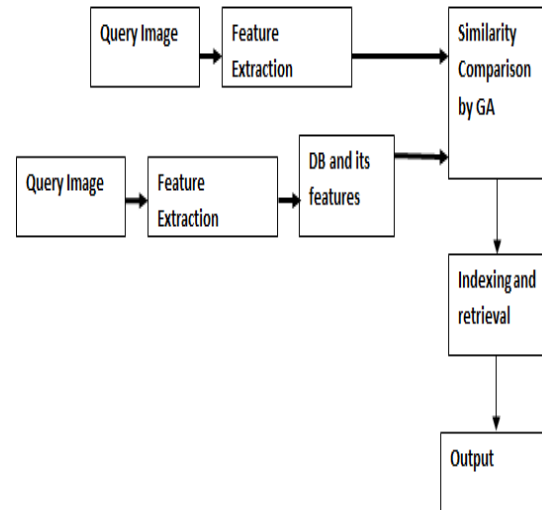 Query Image
Feature
Extraction
Similarity
Comparison
by GA
Query Image
Feature
Extraction
DB and its
features
Indexing and
retrieval
Output